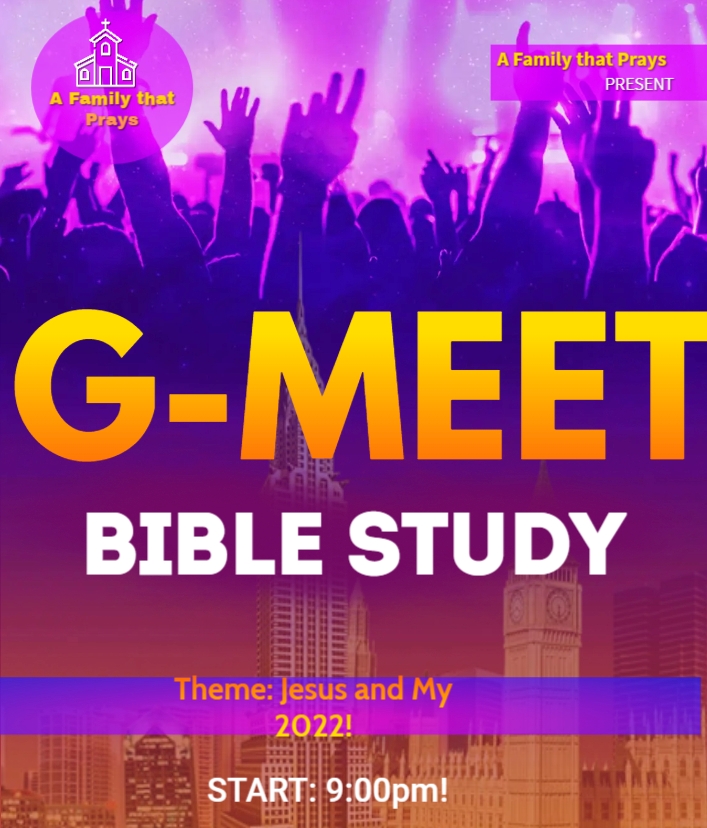 A Family that
Prays
A Family that Prays
PRESENT
G-MEET
BIBLE STUDY
Theme: Jesus and My
2022!
START: 9:00pm!